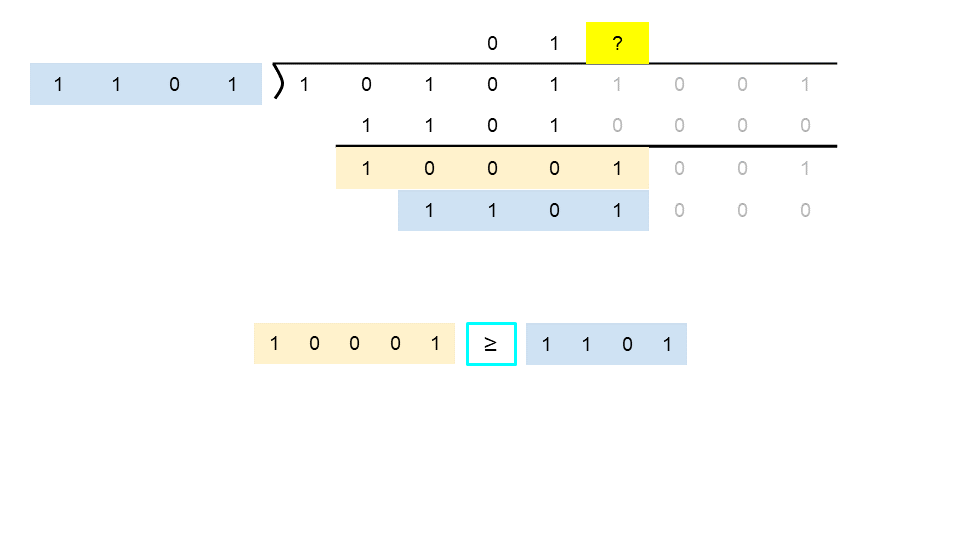 0 1 ?
1 1 0 1 1 0 1 0 1 1 0 0 1
1 1 0 1 0 0 0 0
1 0 0 0 1 0 0 1
1 1 0 1 0 0 0
1 0 0 0 1 ≥ 1 1 0 1